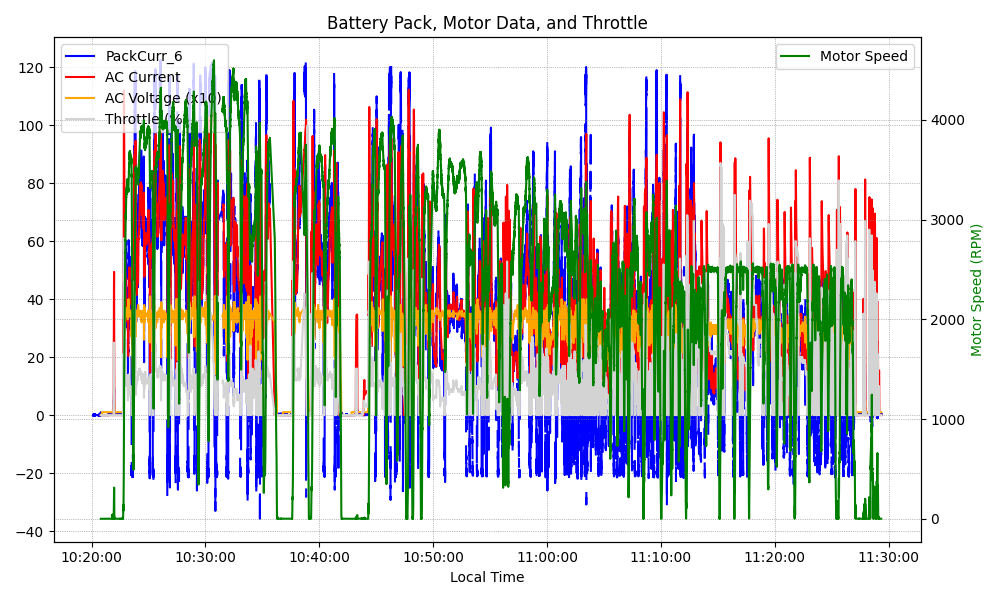 Battery Pack, Motor Data, and Throttle
PackCurr_6
AC Current
AC Voltage (x10)
Throttle (%)
Motor Speed
120
100
80
60
40
20
0
−20
−40
4000
3000
2000
1000
0
Motor Speed (RPM)
10:20:00
10:30:00
10:40:00
10:50:00
11:00:00
11:10:00
11:20:00
11:30:00
Local Time